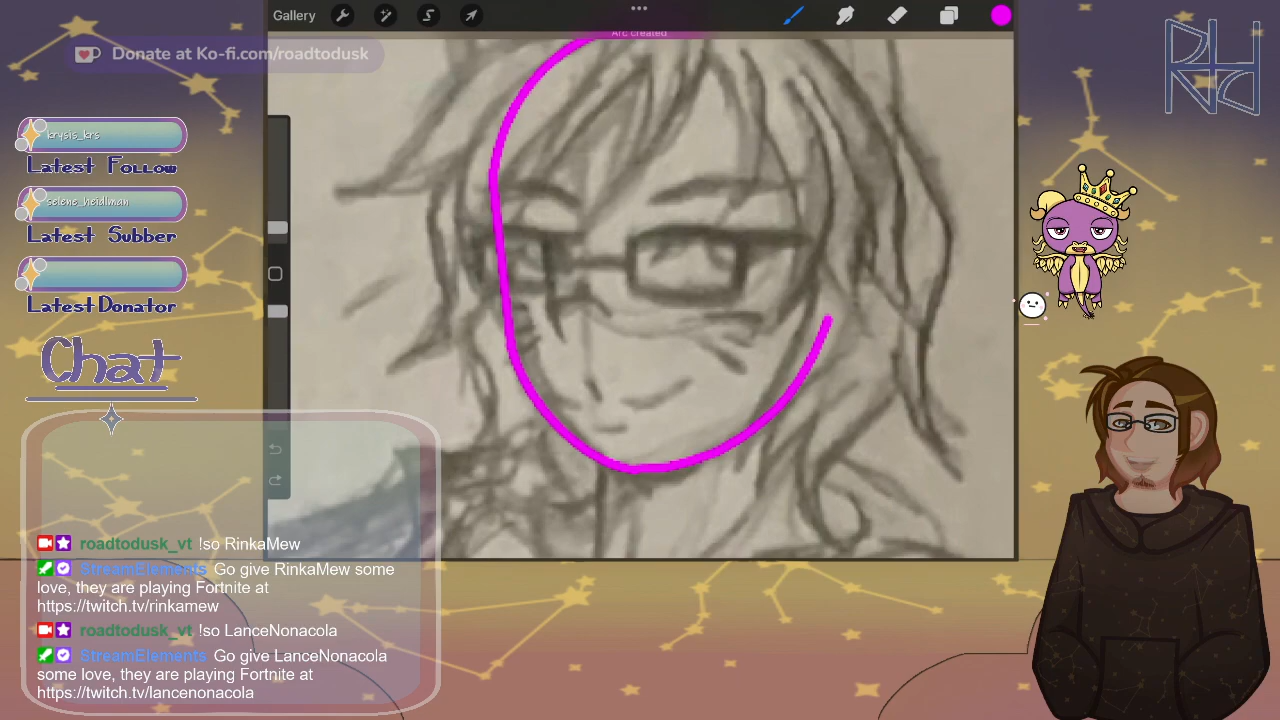 Gallery
Arc created
Donate at Ko-fi.com/roadtodusk
krysis_krs
Latest Follow
selene_heidlman
Latest Subber
Latest Donator
Chat
roadtodusk_vt !so RinkaMew
StreamElements Go give RinkaMew some
love, they are playing Fortnite at
https://twitch.tv/rinkamew
roadtodusk_vt !so LanceNonacola
StreamElements Go give LanceNonacola
some love, they are playing Fortnite at
https://twitch.tv/lancenonacola